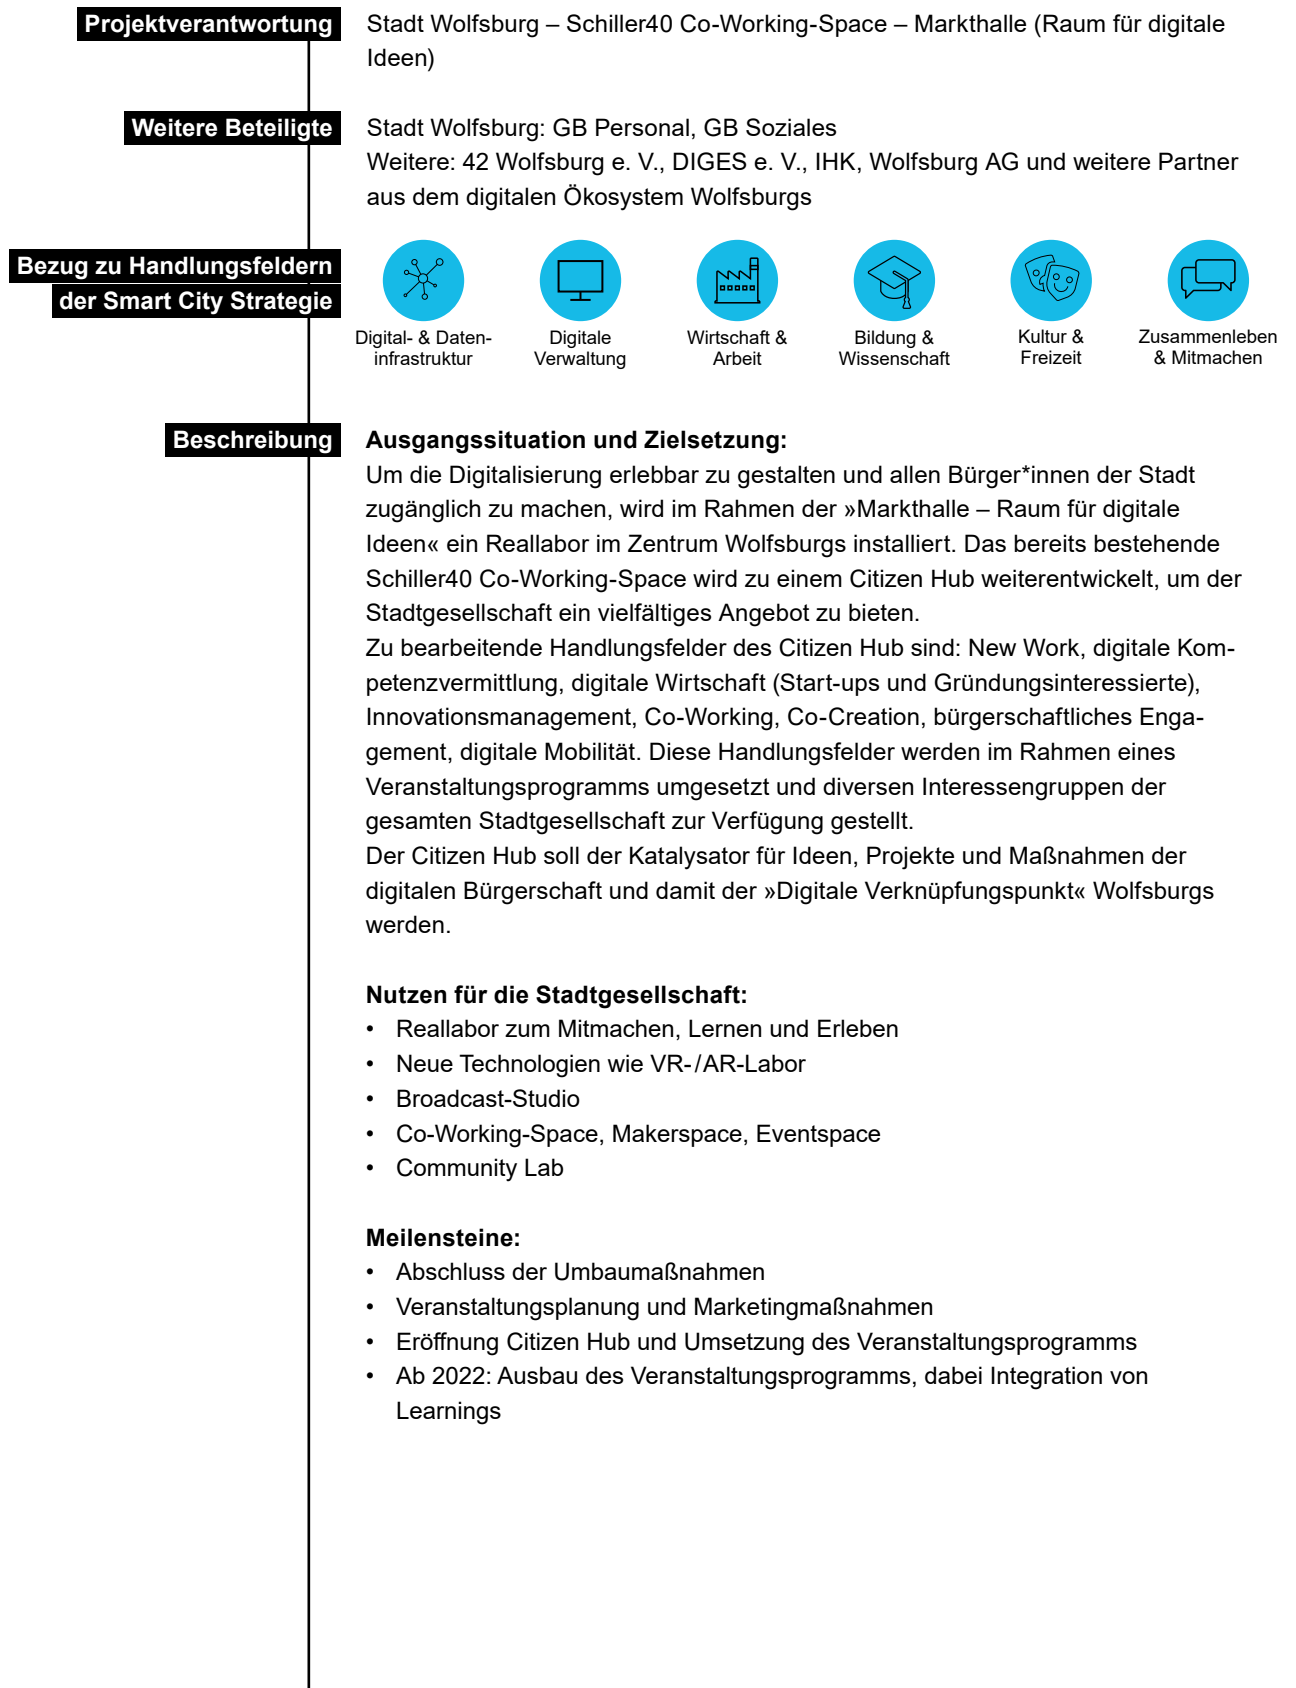 Projektverantwortung
Stadt Wolfsburg – Schiller40 Co-Working-Space – Markthalle (Raum für digitale
Ideen)
Weitere Beteiligte
Stadt Wolfsburg: GB Personal, GB Soziales
Weitere: 42 Wolfsburg e. V., DIGES e. V., IHK, Wolfsburg AG und weitere Partner
aus dem digitalen Ökosystem Wolfsburgs
Bezug zu Handlungsfeldern
der Smart City Strategie
Digital- & Daten-
infrastruktur
Digitale
Verwaltung
Wirtschaft &
Arbeit
Bildung &
Wissenschaft
Kultur &
Freizeit
Zusammenleben
& Mitmachen
Beschreibung
Ausgangssituation und Zielsetzung:
Um die Digitalisierung erlebbar zu gestalten und allen Bürger*innen der Stadt
zugänglich zu machen, wird im Rahmen der »Markthalle – Raum für digitale
Ideen« ein Reallabor im Zentrum Wolfsburgs installiert. Das bereits bestehende
Schiller40 Co-Working-Space wird zu einem Citizen Hub weiterentwickelt, um der
Stadtgesellschaft ein vielfältiges Angebot zu bieten.
Zu bearbeitende Handlungsfelder des Citizen Hub sind: New Work, digitale Kom-
petenzvermittlung, digitale Wirtschaft (Start-ups und Gründungsinteressierte),
Innovationsmanagement, Co-Working, Co-Creation, bürgerschaftliches Enga-
gement, digitale Mobilität. Diese Handlungsfelder werden im Rahmen eines
Veranstaltungsprogramms umgesetzt und diversen Interessengruppen der
gesamten Stadtgesellschaft zur Verfügung gestellt.
Der Citizen Hub soll der Katalysator für Ideen, Projekte und Maßnahmen der
digitalen Bürgerschaft und damit der »Digitale Verknüpfungspunkt« Wolfsburgs
werden.
Nutzen für die Stadtgesellschaft:
• Reallabor zum Mitmachen, Lernen und Erleben
• Neue Technologien wie VR-/AR-Labor
• Broadcast-Studio
• Co-Working-Space, Makerspace, Eventspace
• Community Lab
Meilensteine:
• Abschluss der Umbaumaßnahmen
• Veranstaltungsplanung und Marketingmaßnahmen
• Eröffnung Citizen Hub und Umsetzung des Veranstaltungsprogramms
• Ab 2022: Ausbau des Veranstaltungsprogramms, dabei Integration von
Learnings